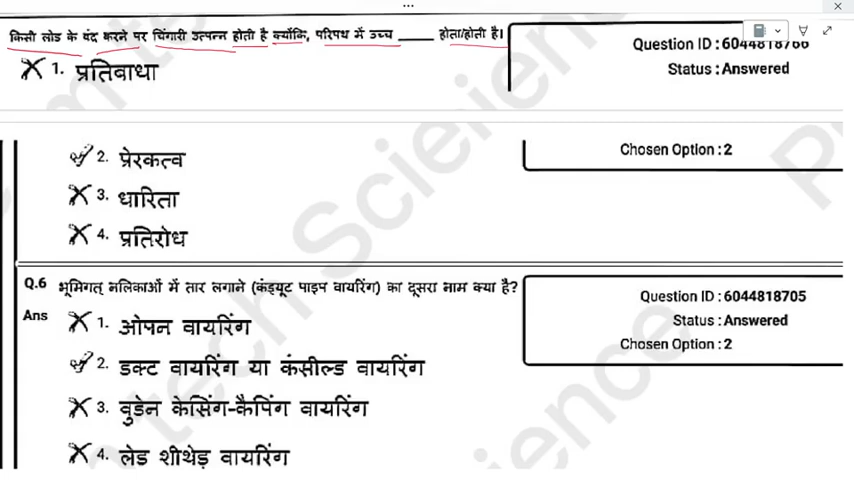 किसी लोड के बंद करने पर चिंगारी उत्पन्न होती है क्योंकि, परिपथ में उच्च _____ होता/होती है।
Question ID : 6044818706
Status : Answered
1. प्रतिबाधा
2. प्रेरकत्व
Chosen Option : 2
3. धारिता
4. प्रतिरोध
Q.6 भूमिगत् नलिकाओं में तार लगाने (कंड्यूट पाइप वायरिंग) का दूसरा नाम क्या है?
Question ID : 6044818705
Status : Answered
Chosen Option : 2
Ans 1. ओपन वायरिंग
2. डक्ट वायरिंग या कंसील्ड वायरिंग
3. वुडेन केसिंग-कैपिंग वायरिंग
4. लेड शीथेड़ वायरिंग